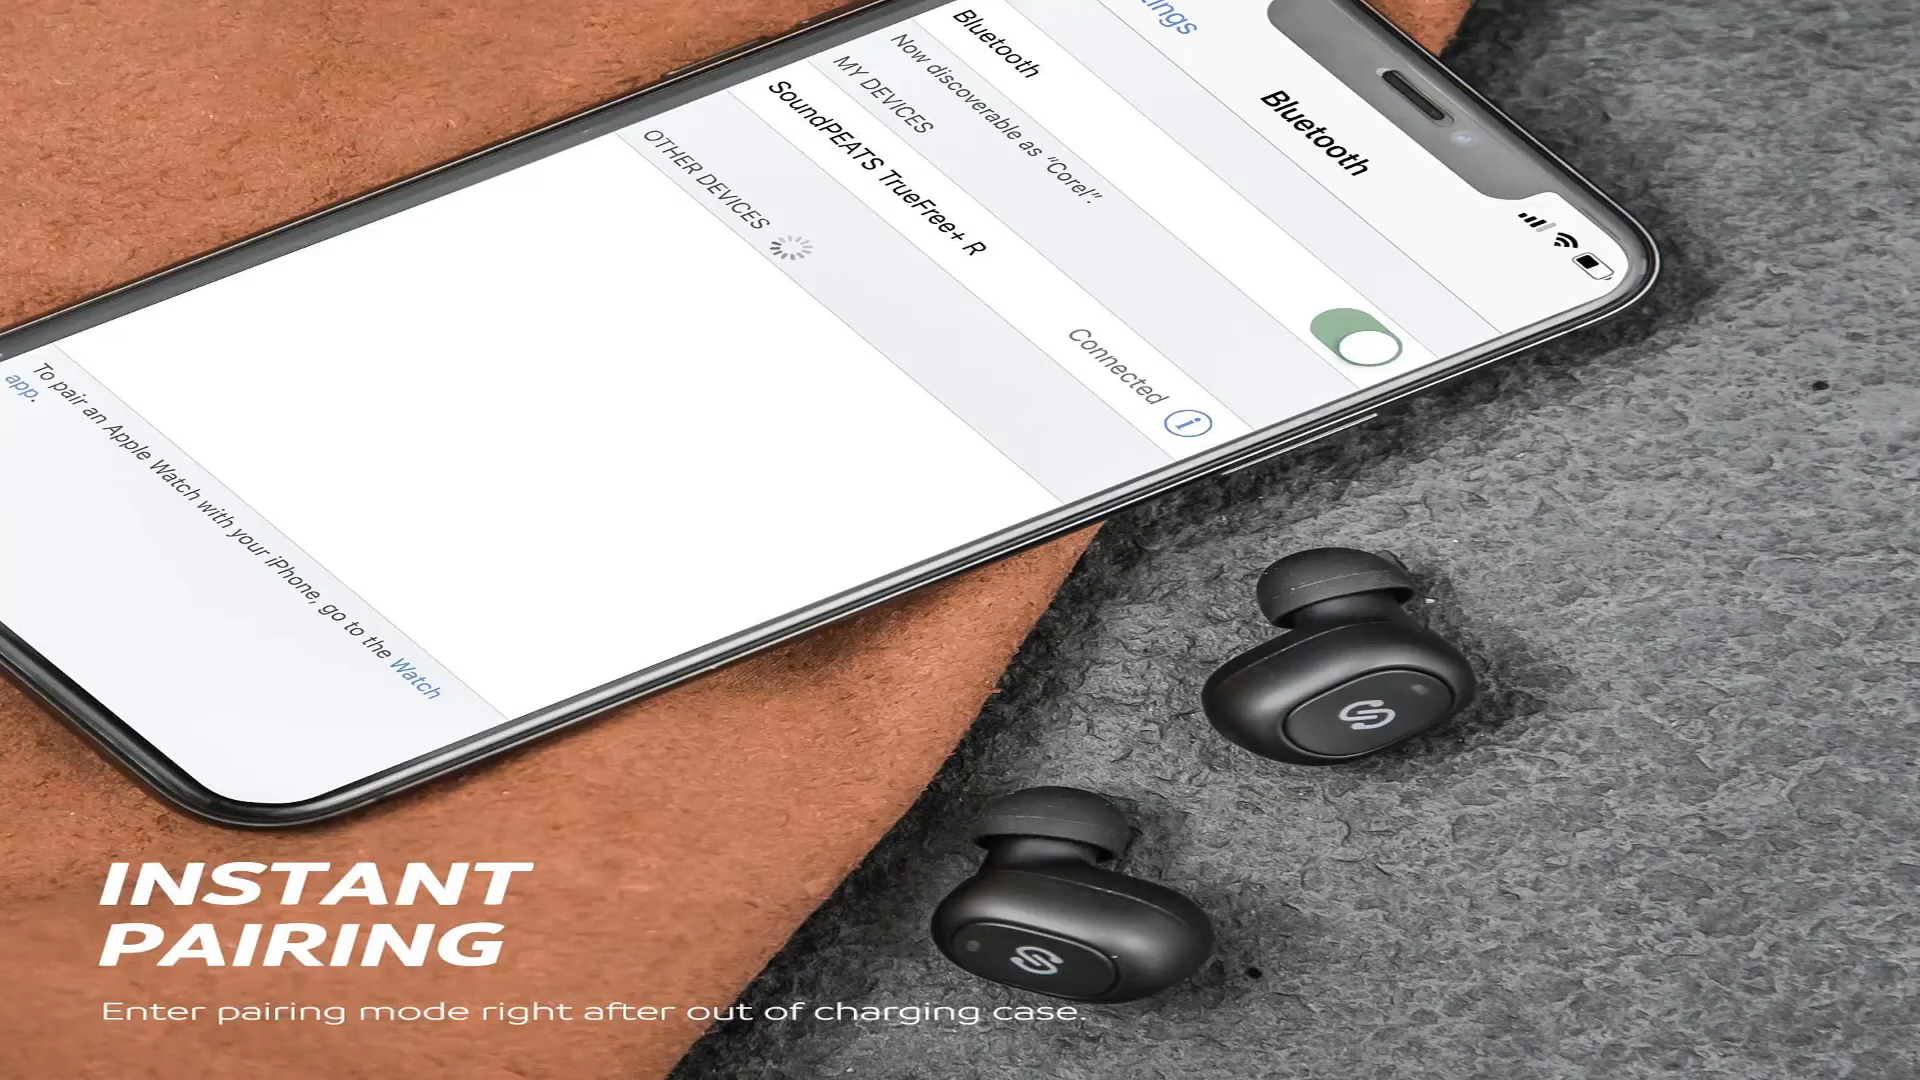 ings
Bluetooth
Bluetooth
Now discoverable as "Corel".
MY DEVICES
SoundPEATS TrueFree+ R
Connected
OTHER DEVICES
To pair an Apple Watch with your iPhone, go to the Watch
app.
INSTANT
PAIRING
Enter pairing mode right after out of charging case.